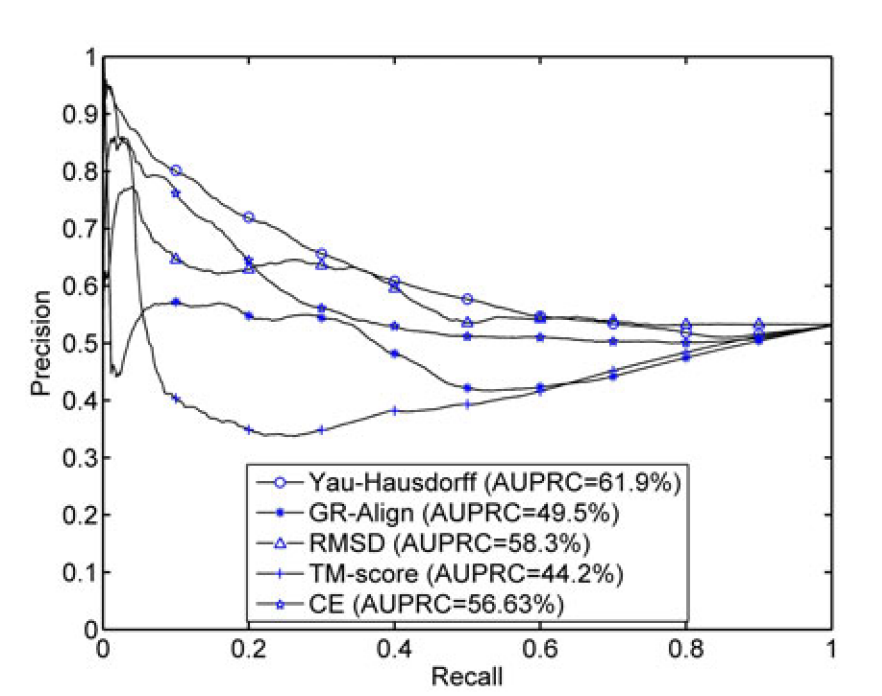 1
0.9
0.8
0.7
0.6
0.5
0.4
0.3
0.2
0.1
0
Precision
Yau-Hausdorff (AUPRC=61.9%)
GR-Align (AUPRC=49.5%)
RMSD (AUPRC=58.3%)
TM-score (AUPRC=44.2%)
CE (AUPRC=56.63%)
0 0.2 0.4 0.6 0.8 1
Recall